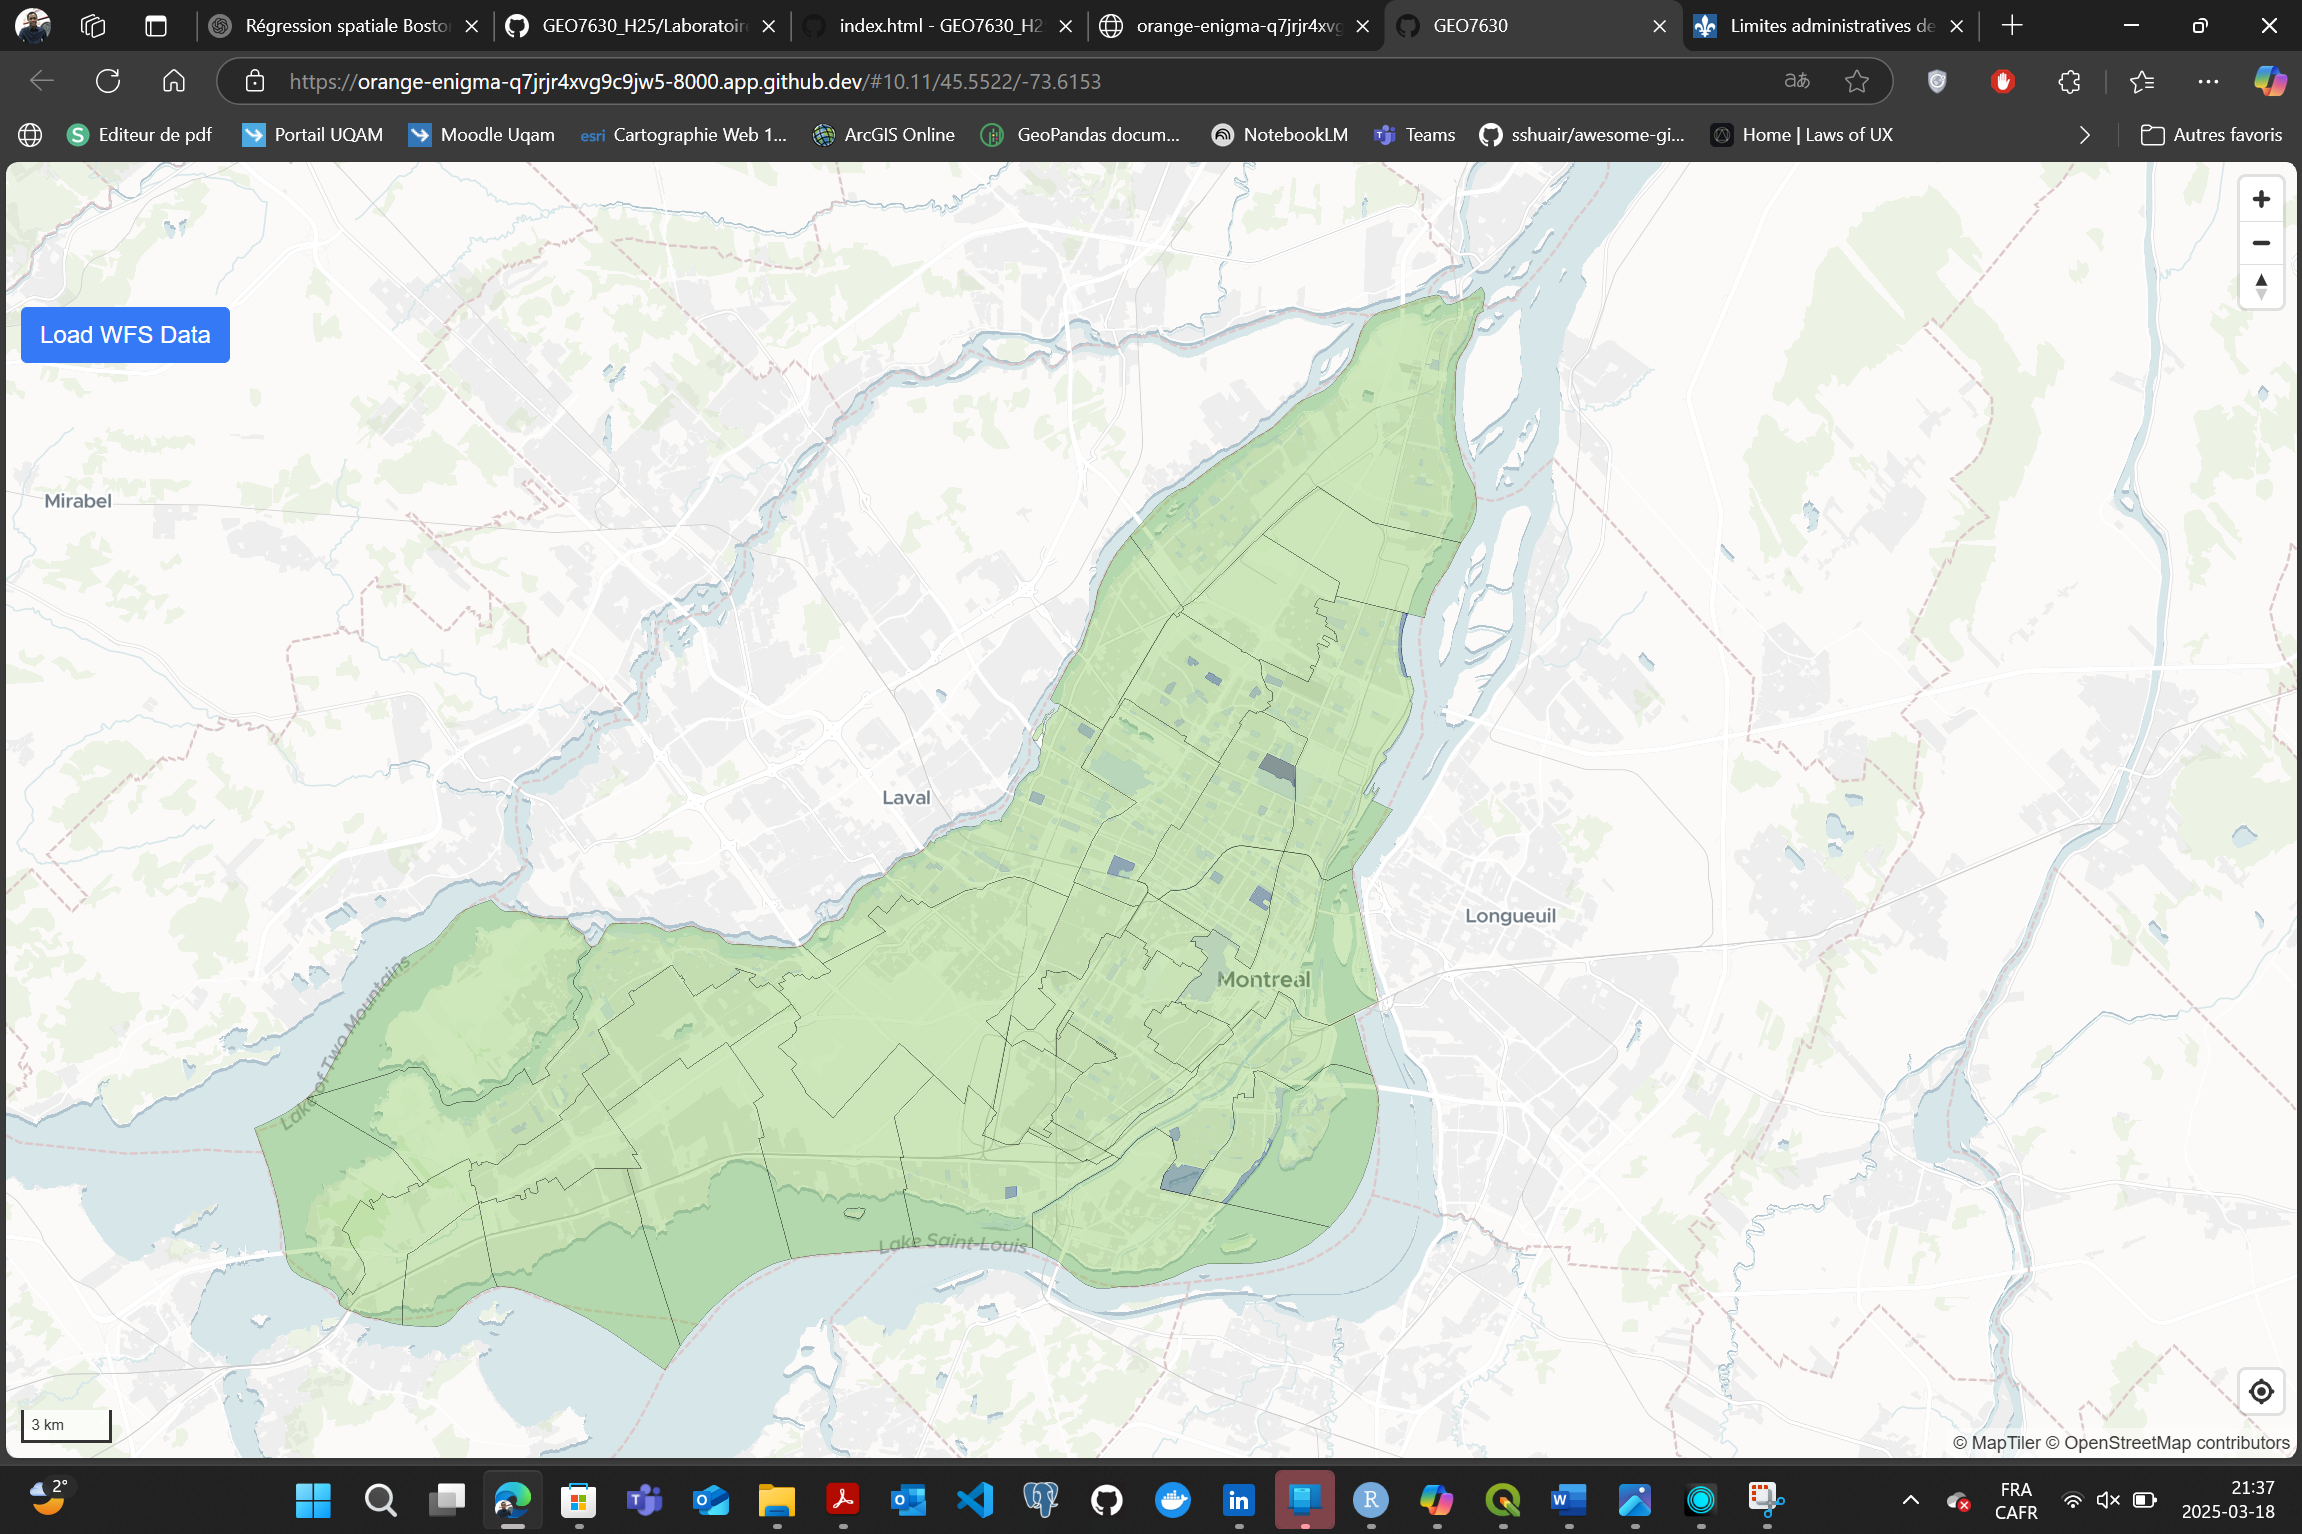 Régression spatiale Bosto
GEO7630_H25/Laboratoir
index.html - GEO7630_H2
orange-enigma-q7jrjr4xvg
GEO7630
Limites administratives de
https://orange-enigma-q7jrjr4xvg9c9jw5-8000.app.github.dev/#10.11/45.5522/-73.6153
Editeur de pdf
Portail UQAM
Moodle Uqam
esri Cartographie Web 1...
ArcGIS Online
GeoPandas docum...
NotebookLM
Teams
sshuair/awesome-gi...
Home | Laws of UX
Autres favoris
Load WFS Data
Mirabel
Laval
Longueuil
Montreal
Lake of Two Mountains
Lake Saint-Louis
3 km
© MapTiler © OpenStreetMap contributors
2°
FRA
CAFR
21:37
2025-03-18